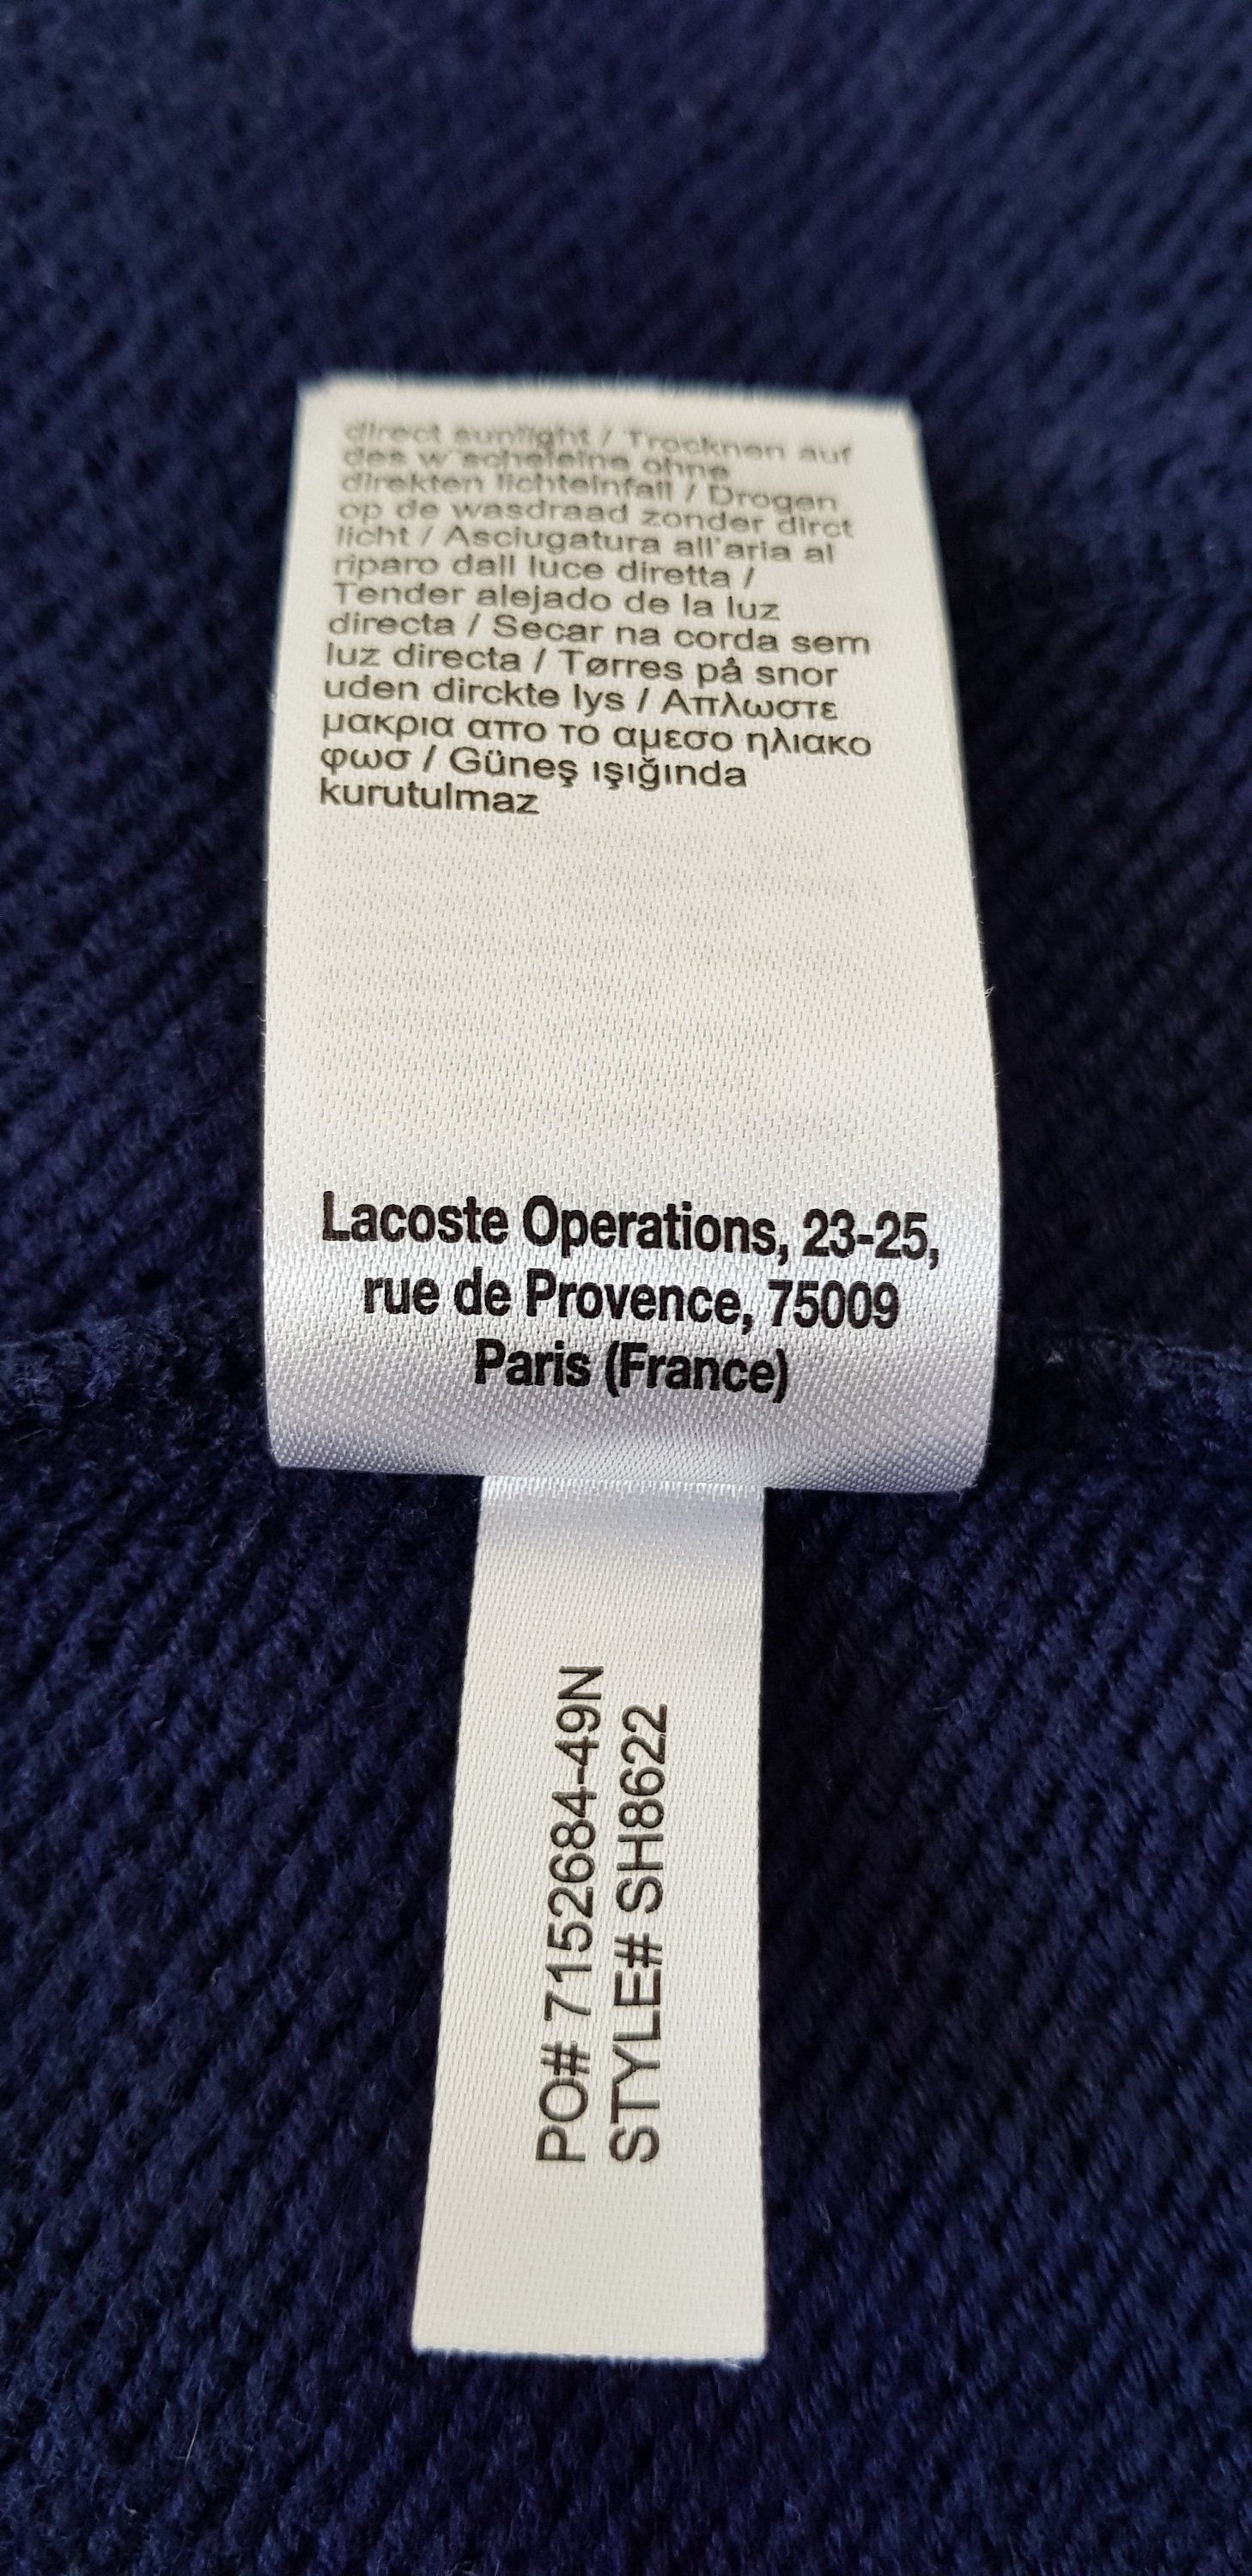 direct sunlight / Trocknen auf
des w scheleine ohne
direkten lichteinfall / Drogen
op de wasdraad zonder dirct
licht / Asciugatura all'aria al
riparo dall luce diretta /
Tender alejado de la luz
directa / Secar na corda sem
luz directa / Tørres på snor
uden dirckte lys / Απλωστε
μακρια απο το αμεσο ηλιακο
φωσ / Güneş ışığında
kurutulmaz
Lacoste Operations, 23-25,
rue de Provence, 75009
Paris (France)
PO# 7152684-49N
STYLE# SH8622